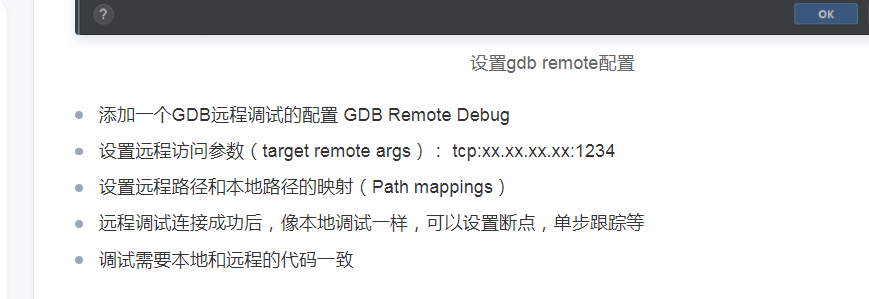 ?
OK
设置gdb remote配置
添加一个GDB远程调试的配置 GDB Remote Debug
设置远程访问参数（target remote args）： tcp:xx.xx.xx.xx:1234
设置远程路径和本地路径的映射（Path mappings）
远程调试连接成功后，像本地调试一样，可以设置断点，单步跟踪等
调试需要本地和远程的代码一致